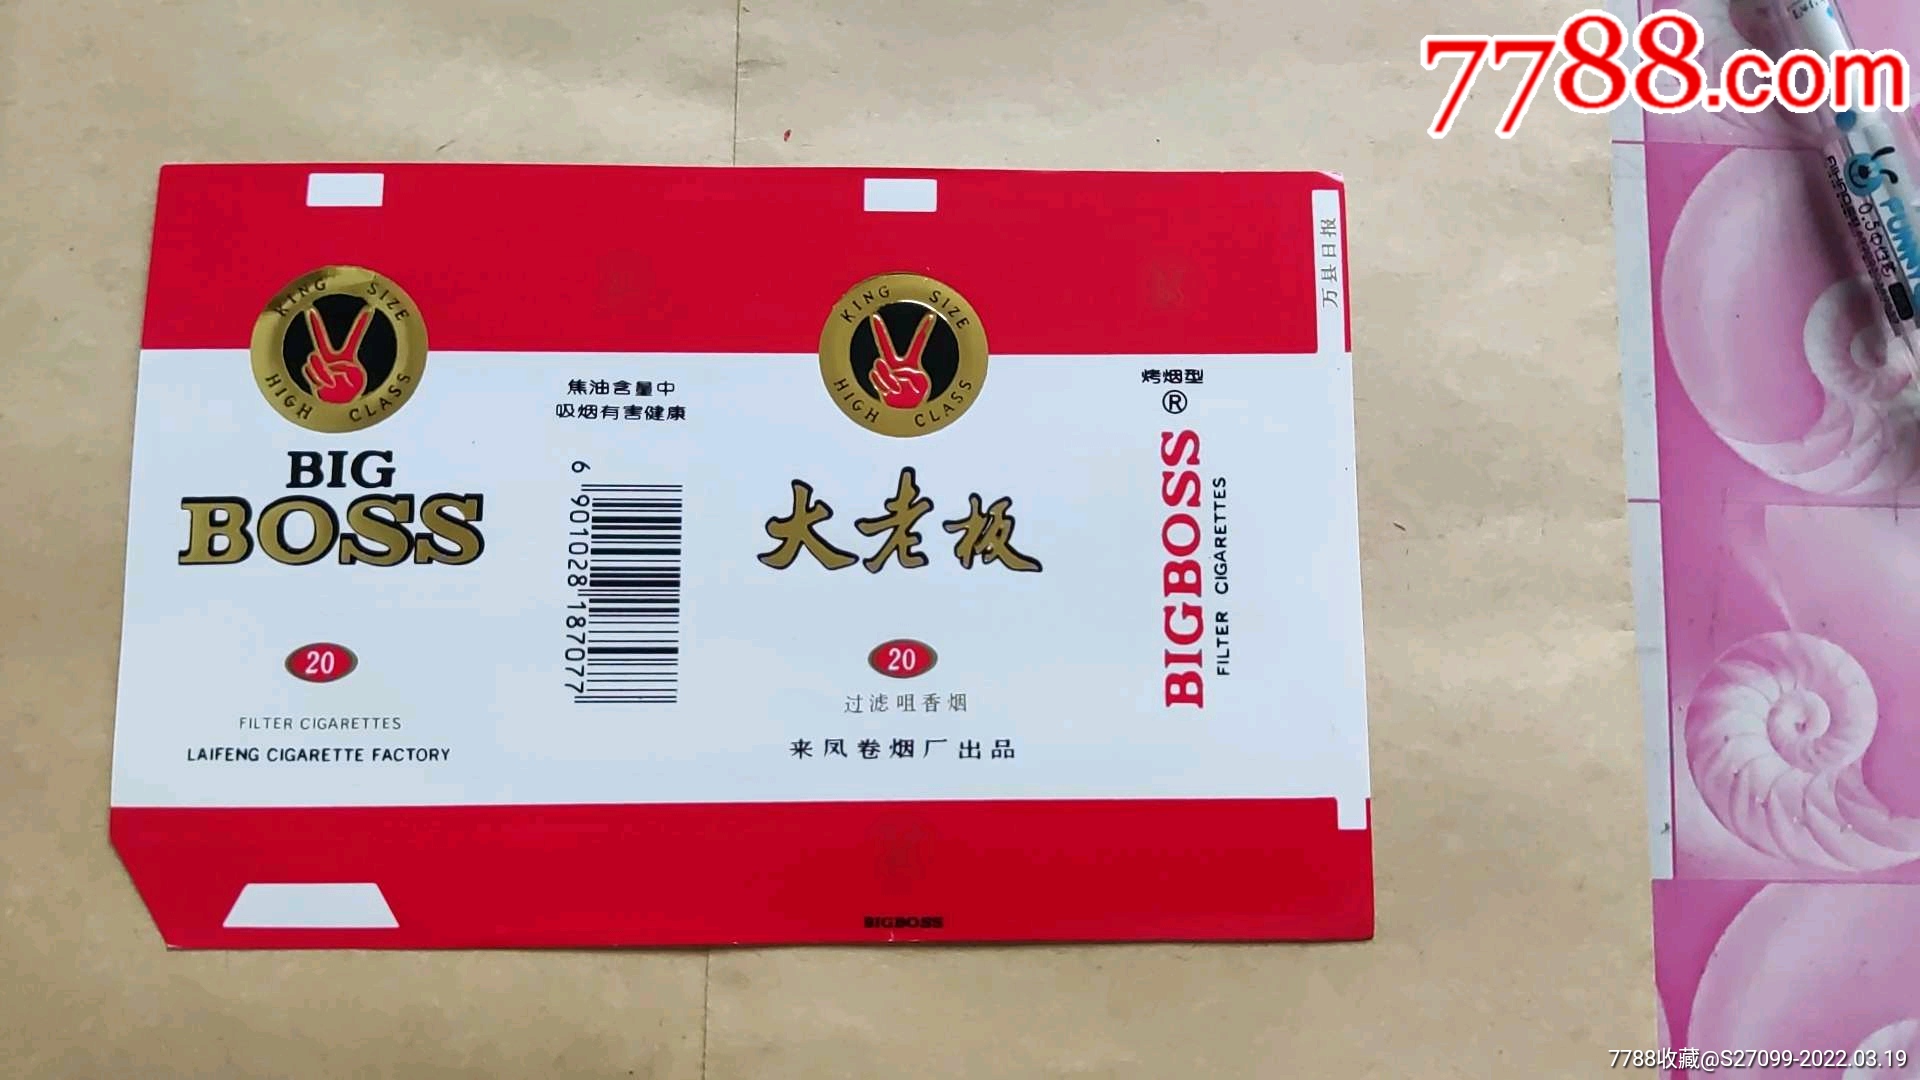 7788.com
KING SIZE
HIGH CLASS
BIG
BOSS
20
FILTER CIGARETTES
LAIFENG CIGARETTE FACTORY
焦油含量中
吸烟有害健康
6 901028 187077
KING SIZE
HIGH CLASS
大老板
20
过滤咀香烟
来凤卷烟厂出品
BIGBOSS
烤烟型
®
BIGBOSS
FILTER CIGARETTES
万县日报
7788收藏@S27099-2022.03.19